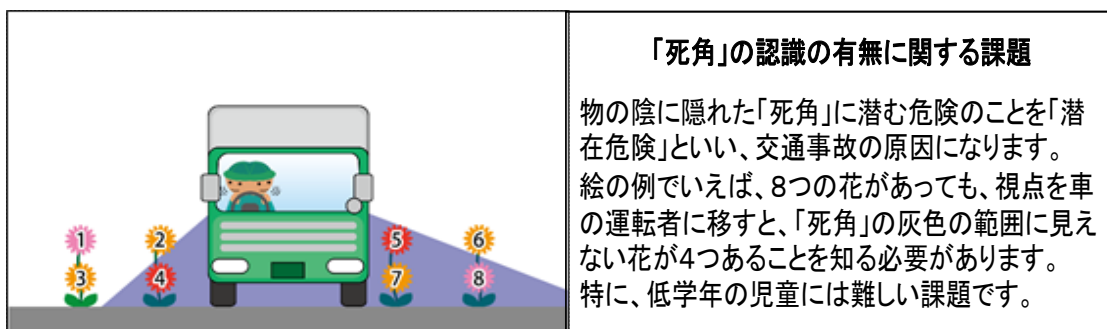 1
2
5
6
3
4
7
8
「死角」の認識の有無に関する課題
物の陰に隠れた「死角」に潜む危険のことを「潜
在危険」といい、交通事故の原因になります。
絵の例でいえば、８つの花があっても、視点を車
の運転者に移すと、「死角」の灰色の範囲に見え
ない花が４つあることを知る必要があります。
特に、低学年の児童には難しい課題です。